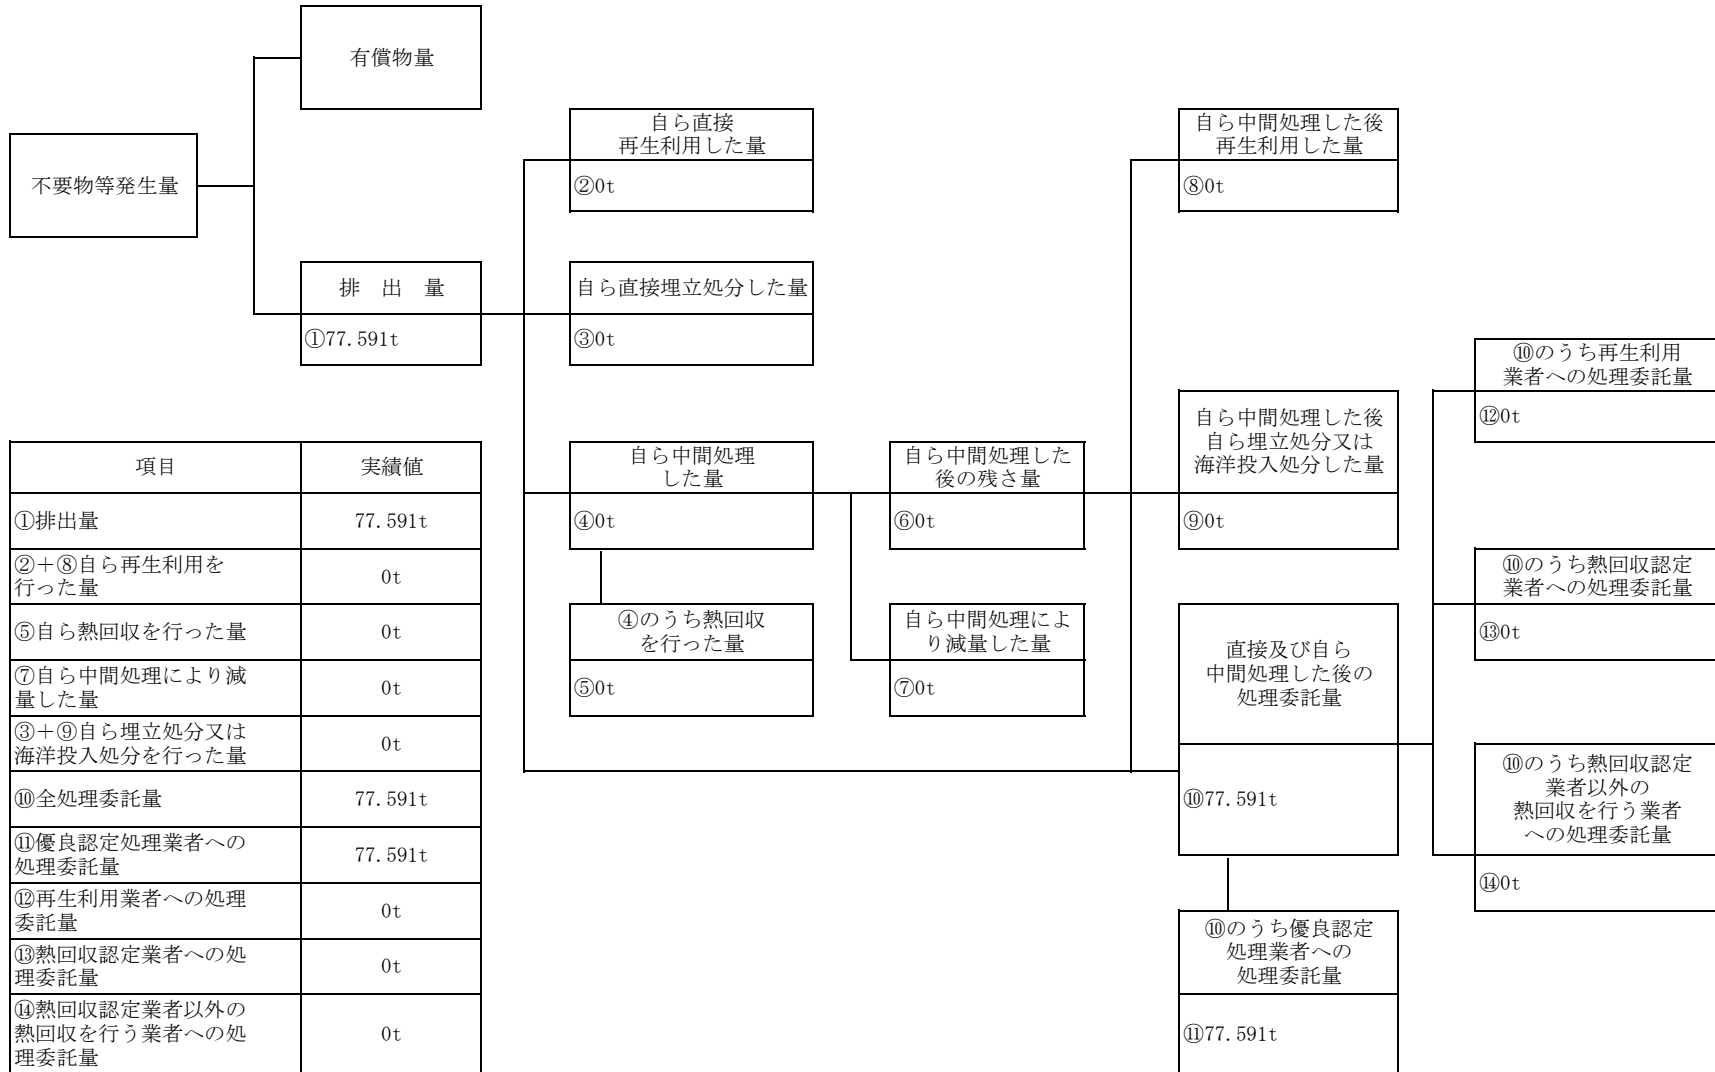 有償物量
不要物等発生量
排　出　量
①77.591t
自ら直接
再生利用した量
②0t
自ら直接埋立処分した量
③0t
自ら中間処理
した量
④0t
④のうち熱回収
を行った量
⑤0t
自ら中間処理した
後の残さ量
⑥0t
自ら中間処理によ
り減量した量
⑦0t
自ら中間処理した後
再生利用した量
⑧0t
自ら中間処理した後
自ら埋立処分又は
海洋投入処分した量
⑨0t
直接及び自ら
中間処理した後の
処理委託量
⑩77.591t
⑩のうち優良認定
処理業者への
処理委託量
⑪77.591t
⑩のうち再生利用
業者への処理委託量
⑫0t
⑩のうち熱回収認定
業者への処理委託量
⑬0t
⑩のうち熱回収認定
業者以外の
熱回収を行う業者
への処理委託量
⑭0t
項目 実績値
①排出量 77.591t
②＋⑧自ら再生利用を
行った量 0t
⑤自ら熱回収を行った量 0t
⑦自ら中間処理により減
量した量 0t
③＋⑨自ら埋立処分又は
海洋投入処分を行った量 0t
⑩全処理委託量 77.591t
⑪優良認定処理業者への
処理委託量 77.591t
⑫再生利用業者への処理
委託量 0t
⑬熱回収認定業者への処
理委託量 0t
⑭熱回収認定業者以外の
熱回収を行う業者への処 0t
理委託量